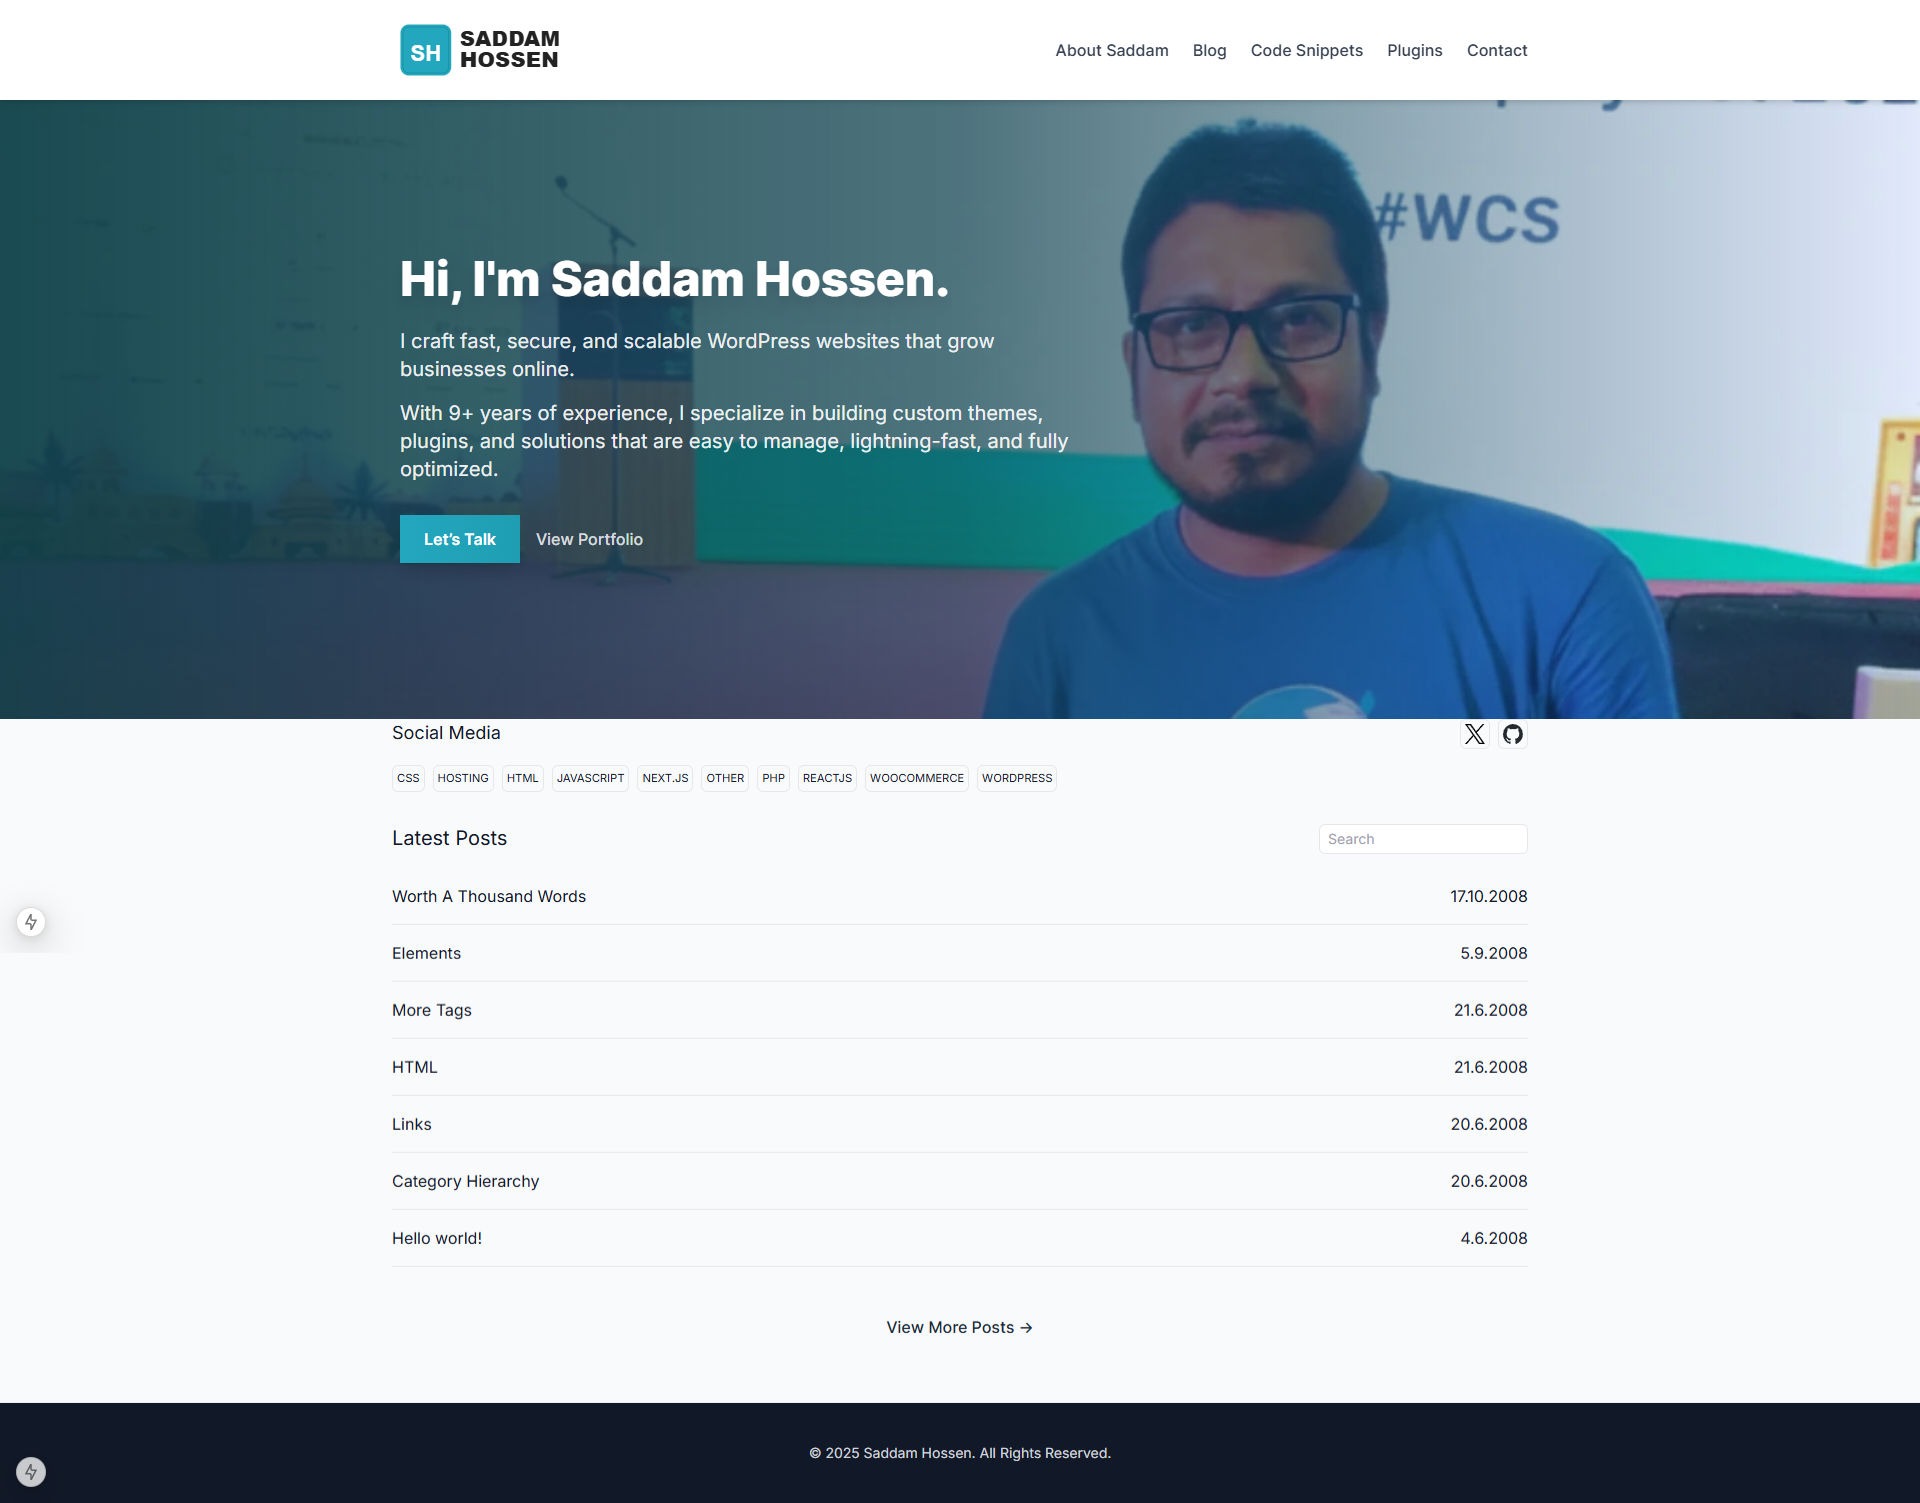 SH
SADDAM
HOSSEN
About Saddam Blog Code Snippets Plugins Contact
#WCS
Hi, I'm Saddam Hossen.
I craft fast, secure, and scalable WordPress websites that grow
businesses online.
With 9+ years of experience, I specialize in building custom themes,
plugins, and solutions that are easy to manage, lightning-fast, and fully
optimized.
Let's Talk View Portfolio
Social Media
CSS HOSTING HTML JAVASCRIPT NEXT.JS OTHER PHP REACTJS WOOCOMMERCE WORDPRESS
Latest Posts Search
Worth A Thousand Words 17.10.2008
Elements 5.9.2008
More Tags 21.6.2008
HTML 21.6.2008
Links 20.6.2008
Category Hierarchy 20.6.2008
Hello world! 4.6.2008
View More Posts →
© 2025 Saddam Hossen. All Rights Reserved.